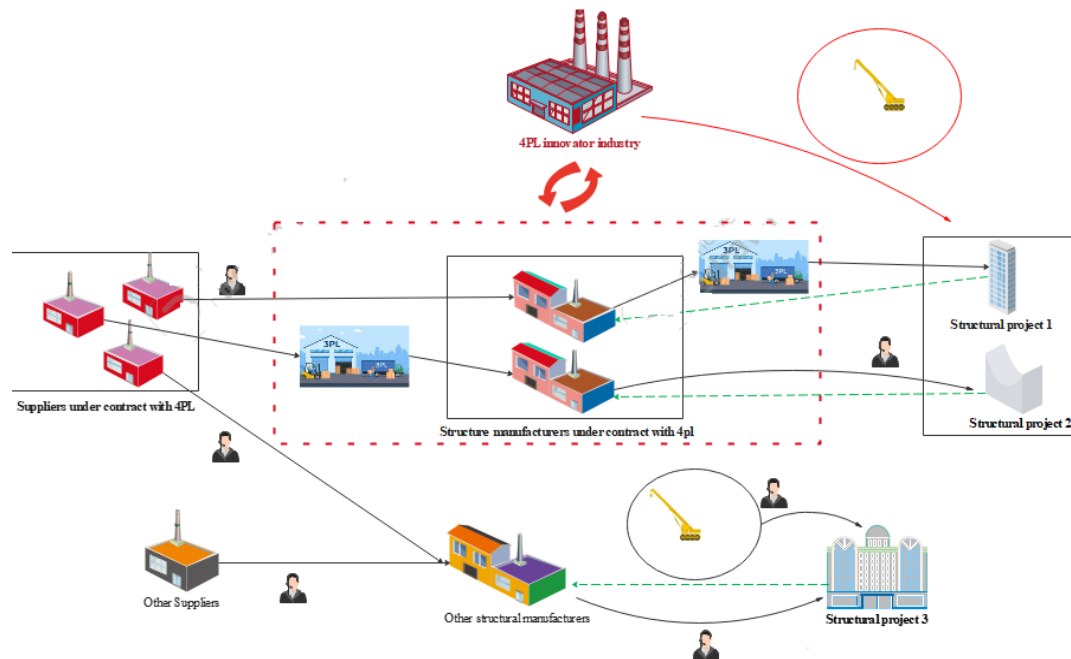 4PL innovator industry
3PL
3PL
Structural project 1
3PL
Suppliers under contract with 4PL
Structure manufacturers under contract with 4pl
Structural project 2
Other Suppliers
Other structural manufacturers
Structural project 3